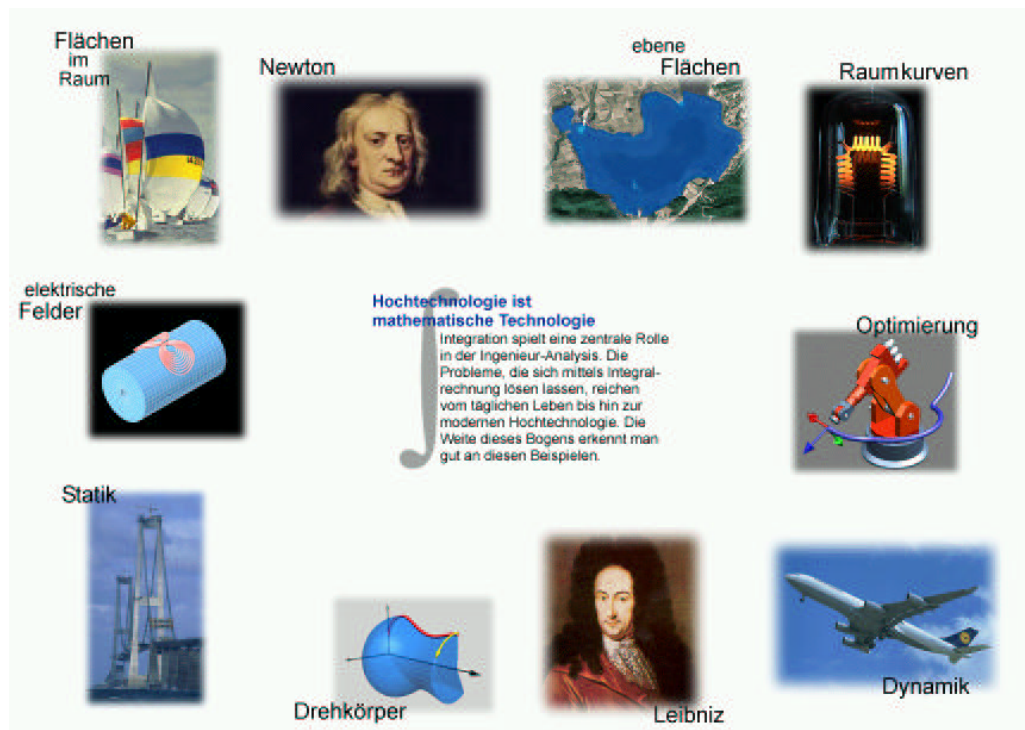 Flächen
im
Raum
Newton
ebene
Flächen
Raumkurven
elektrische
Felder
Hochtechnologie ist
mathematische Technologie
Integration spielt eine zentrale Rolle
in der Ingenieur-Analysis. Die
Probleme, die sich mittels Integral-
rechnung lösen lassen, reichen
vom täglichen Leben bis hin zur
modernen Hochtechnologie. Die
Weite dieses Bogens erkennt man
gut an diesen Beispielen.
Optimierung
Statik
Drehkörper
Leibniz
Dynamik